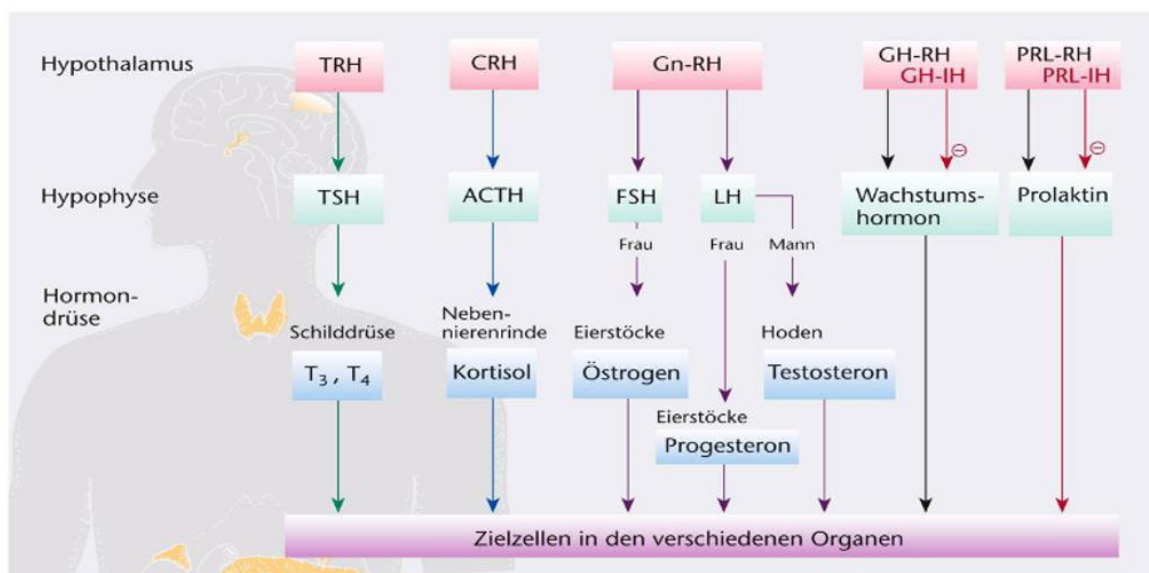 Hypothalamus
TRH
CRH
Gn-RH
GH-RH
GH-IH
PRL-RH
PRL-IH
Hypophyse
TSH
ACTH
FSH
LH
Wachstums-
hormon
Prolaktin
Frau
Frau
Mann
Hormon-
drüse
Schilddrüse
Neben-
nierenrinde
Eierstöcke
Hoden
T₃ , T₄
Kortisol
Östrogen
Testosteron
Eierstöcke
Progesteron
Zielzellen in den verschiedenen Organen